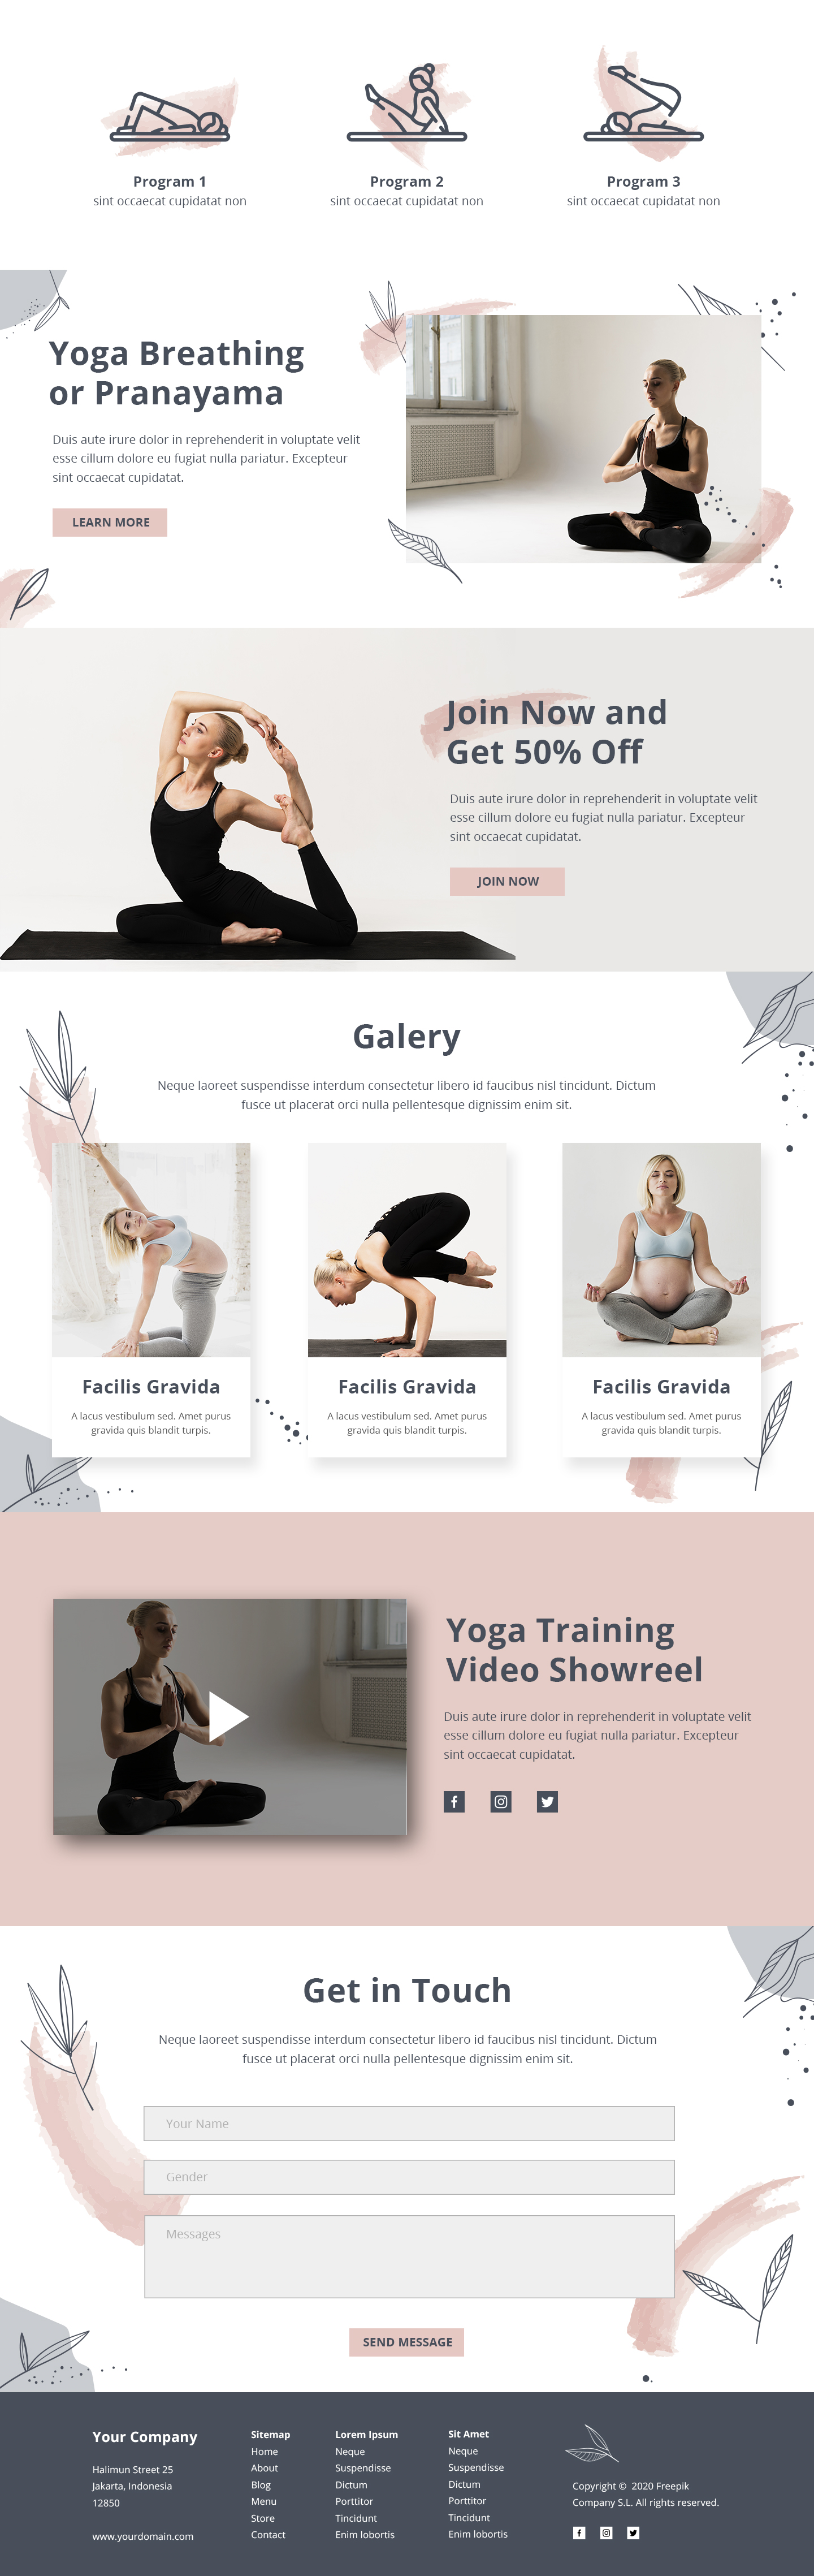 Program 1
sint occaecat cupidatat non
Program 2
sint occaecat cupidatat non
Program 3
sint occaecat cupidatat non
Yoga Breathing
or Pranayama
Duis aute irure dolor in reprehenderit in voluptate velit
esse cillum dolore eu fugiat nulla pariatur. Excepteur
sint occaecat cupidatat.
LEARN MORE
Join Now and
Get 50% Off
Duis aute irure dolor in reprehenderit in voluptate velit
esse cillum dolore eu fugiat nulla pariatur. Excepteur
sint occaecat cupidatat.
JOIN NOW
Galery
Neque laoreet suspendisse interdum consectetur libero id faucibus nisl tincidunt. Dictum
fusce ut placerat orci nulla pellentesque dignissim enim sit.
Facilis Gravida
A lacus vestibulum sed. Amet purus
gravida quis blandit turpis.
Facilis Gravida
A lacus vestibulum sed. Amet purus
gravida quis blandit turpis.
Facilis Gravida
A lacus vestibulum sed. Amet purus
gravida quis blandit turpis.
Yoga Training
Video Showreel
Duis aute irure dolor in reprehenderit in voluptate velit
esse cillum dolore eu fugiat nulla pariatur. Excepteur
sint occaecat cupidatat.
Get in Touch
Neque laoreet suspendisse interdum consectetur libero id faucibus nisl tincidunt. Dictum
fusce ut placerat orci nulla pellentesque dignissim enim sit.
Your Name
Gender
Messages
SEND MESSAGE
Your Company
Halimun Street 25
Jakarta, Indonesia
12850
www.yourdomain.com
Sitemap
Home
About
Blog
Menu
Store
Contact
Lorem Ipsum
Neque
Suspendisse
Dictum
Porttitor
Tincidunt
Enim lobortis
Sit Amet
Neque
Suspendisse
Dictum
Porttitor
Tincidunt
Enim lobortis
Copyright © 2020 Freepik
Company S.L. All rights reserved.